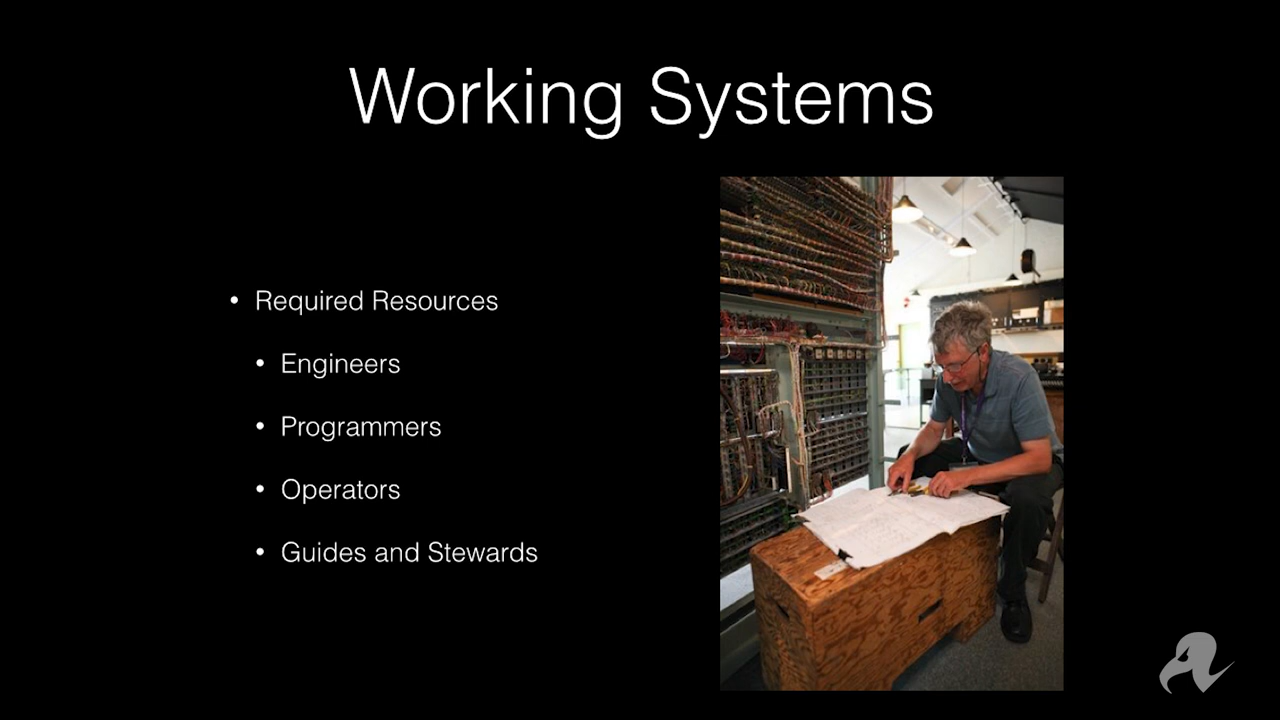 Working Systems
• Required Resources
• Engineers
• Programmers
• Operators
• Guides and Stewards